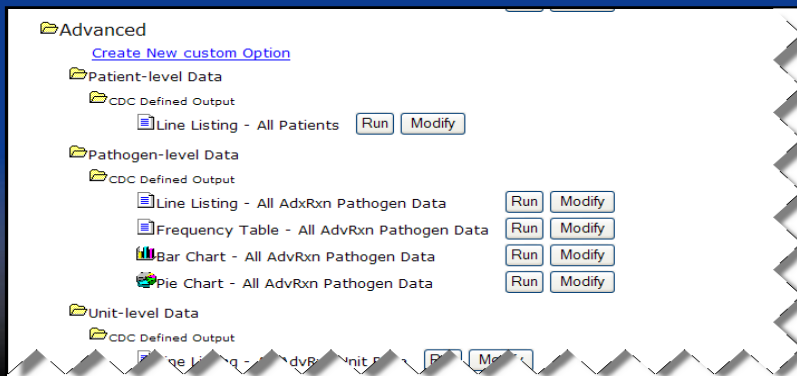 Advanced
Create New custom Option
Patient-level Data
CDC Defined Output
Line Listing - All Patients Run Modify
Pathogen-level Data
CDC Defined Output
Line Listing - All AdxRxn Pathogen Data Run Modify
Frequency Table - All AdvRxn Pathogen Data Run Modify
Bar Chart - All AdvRxn Pathogen Data Run Modify
Pie Chart - All AdvRxn Pathogen Data Run Modify
Unit-level Data
CDC Defined Output